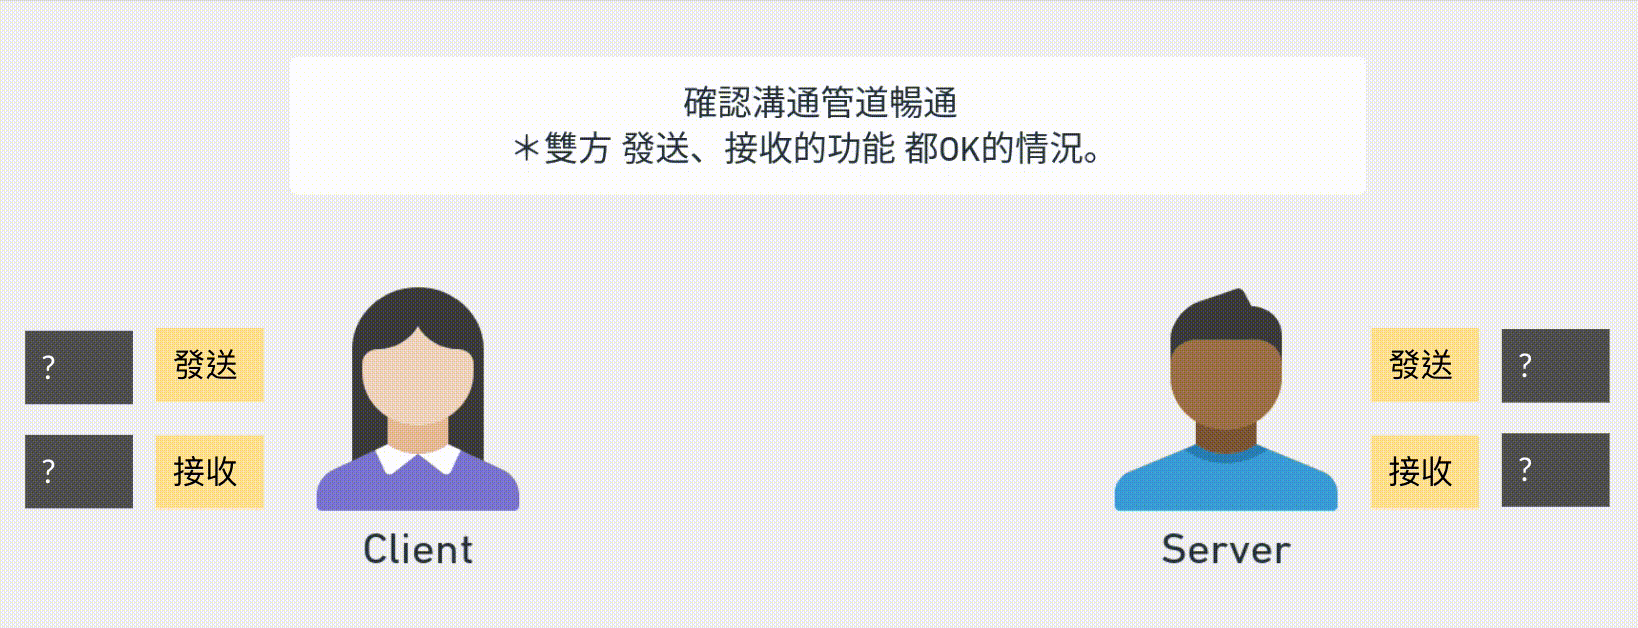 確認溝通管道暢通
＊雙方 發送、接收的功能 都OK的情況。
? 發送
發送 ?
? 接收
接收 ?
Client
Server